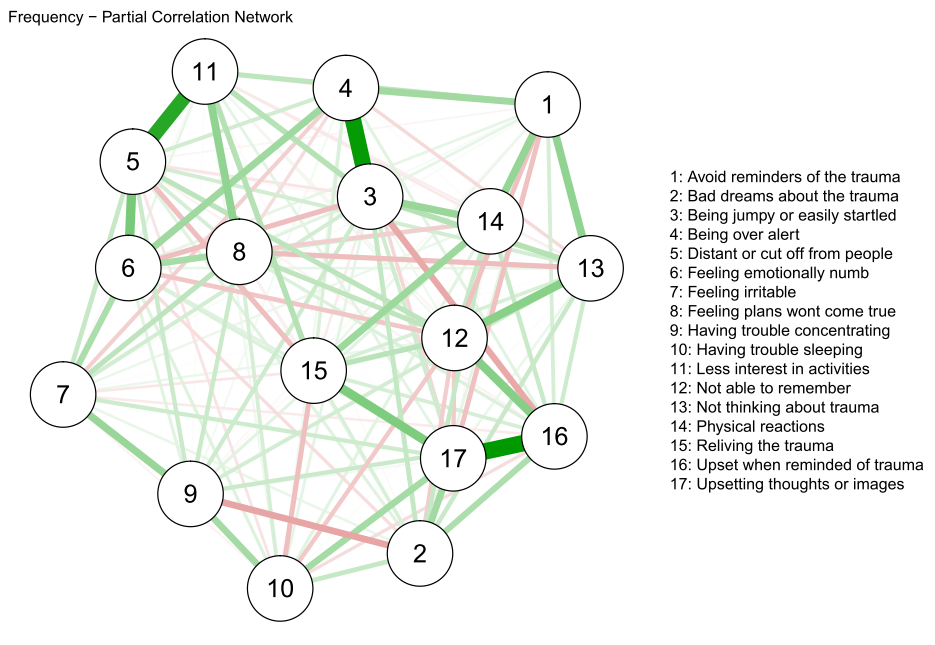 Frequency − Partial Correlation Network
11
4
1
5
3
14
8
6
13
12
15
7
16
17
9
2
10
1: Avoid reminders of the trauma
2: Bad dreams about the trauma
3: Being jumpy or easily startled
4: Being over alert
5: Distant or cut off from people
6: Feeling emotionally numb
7: Feeling irritable
8: Feeling plans wont come true
9: Having trouble concentrating
10: Having trouble sleeping
11: Less interest in activities
12: Not able to remember
13: Not thinking about trauma
14: Physical reactions
15: Reliving the trauma
16: Upset when reminded of trauma
17: Upsetting thoughts or images